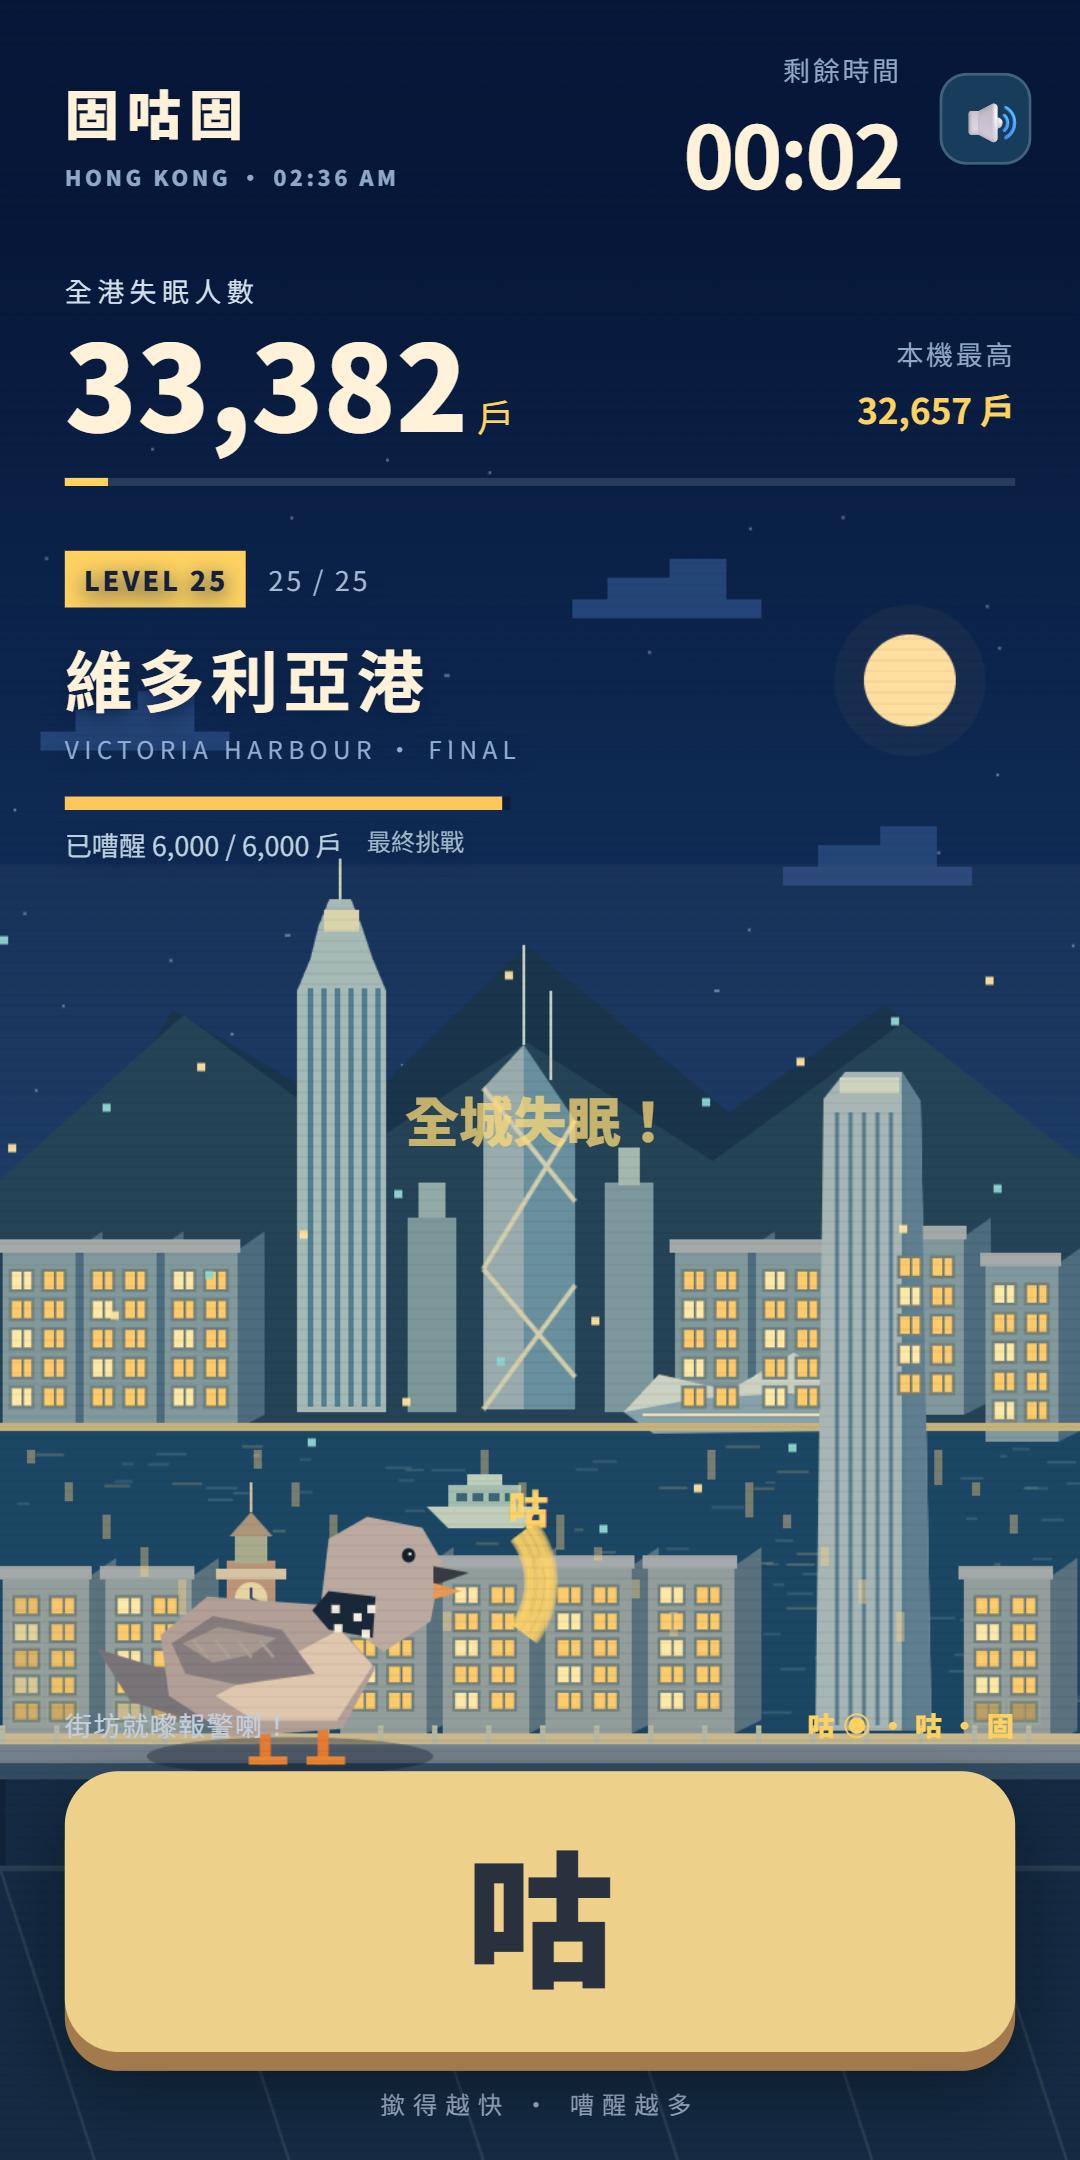 固咕固
HONG KONG • 02:36 AM
剩餘時間
00:02
全港失眠人數
33,382 戶
本機最高
32,657 戶
LEVEL 25 25 / 25
維多利亞港
VICTORIA HARBOUR • FINAL
已嘈醒 6,000 / 6,000 戶 最終挑戰
全城失眠！
咕
街坊就嚟報警喇！
咕◉・咕・固
咕
撳得越快 • 嘈醒越多